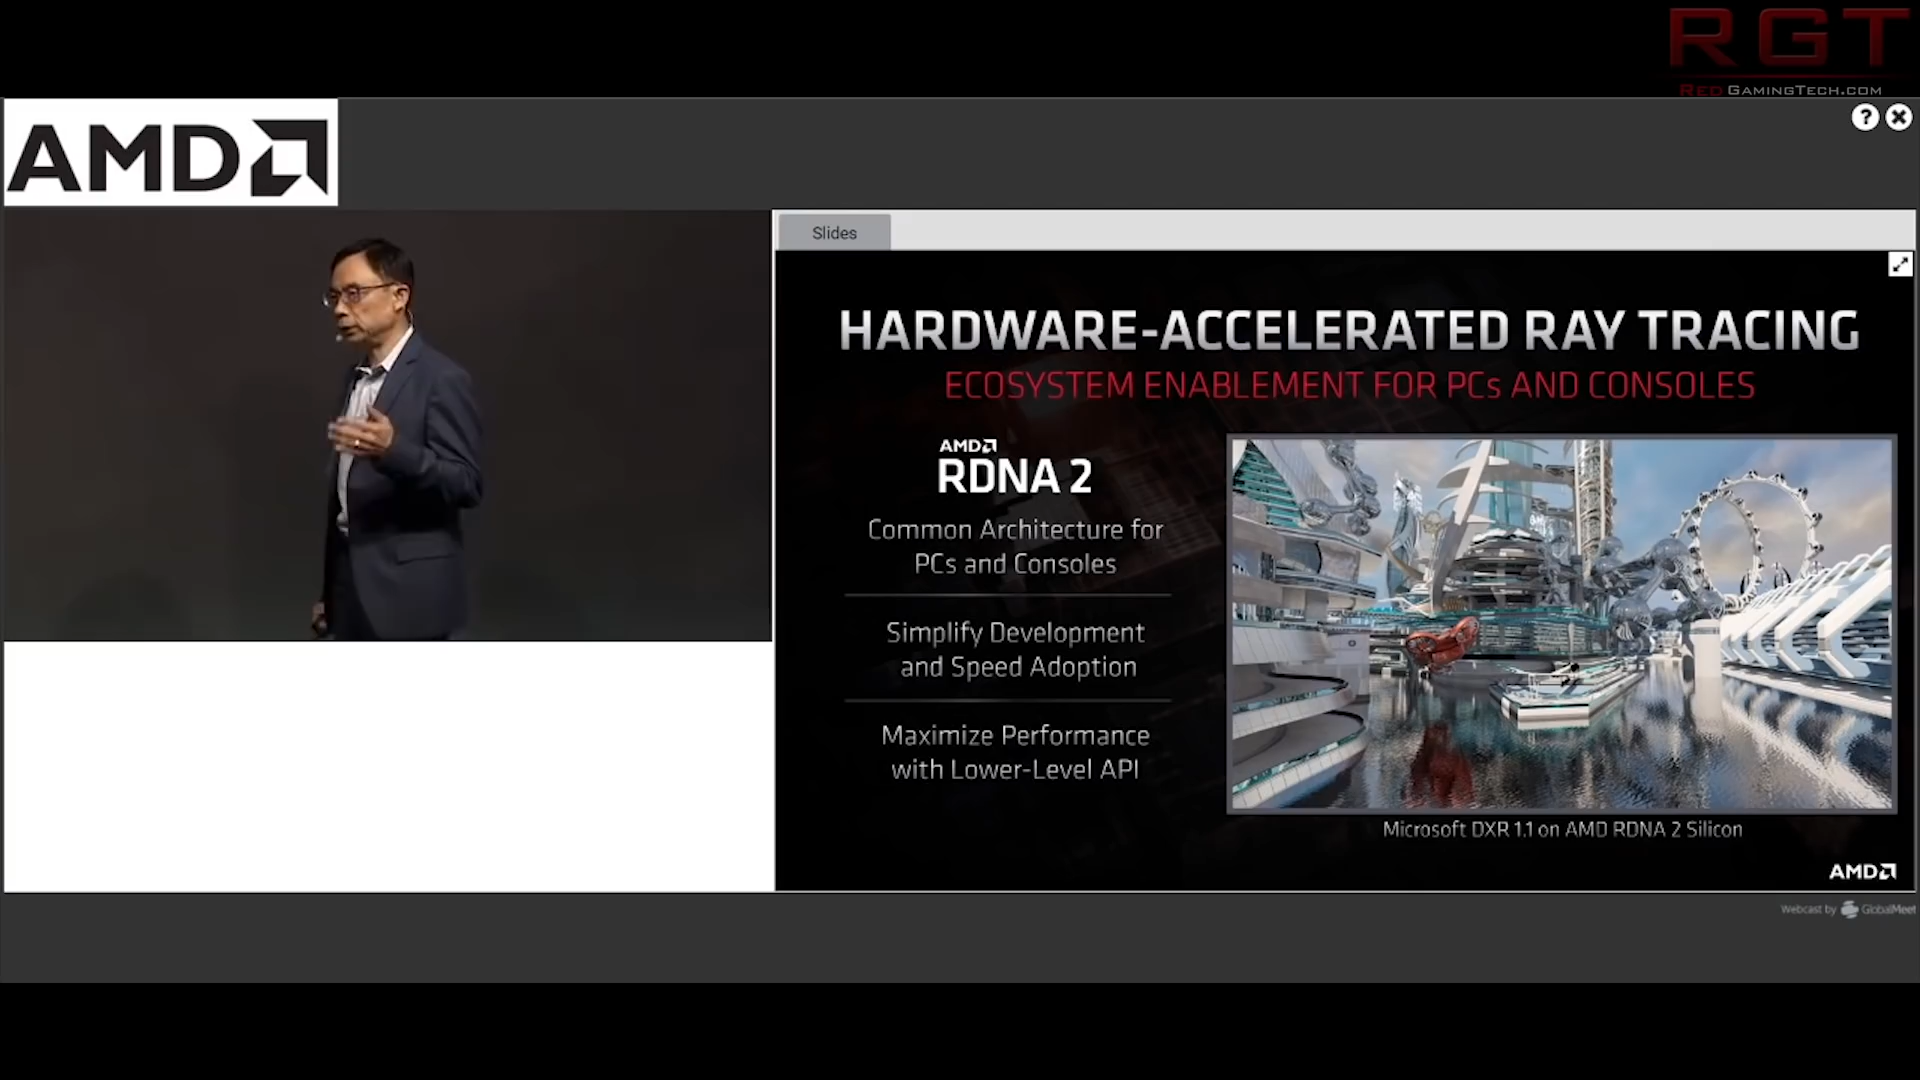 RGT
REDGAMINGTECH.COM
? ×
AMD
Slides
HARDWARE-ACCELERATED RAY TRACING
ECOSYSTEM ENABLEMENT FOR PCs AND CONSOLES
AMD
RDNA 2
Common Architecture for
PCs and Consoles
Simplify Development
and Speed Adoption
Maximize Performance
with Lower-Level API
Microsoft DXR 1.1 on AMD RDNA 2 Silicon
AMD
Webcast by GlobalMeet